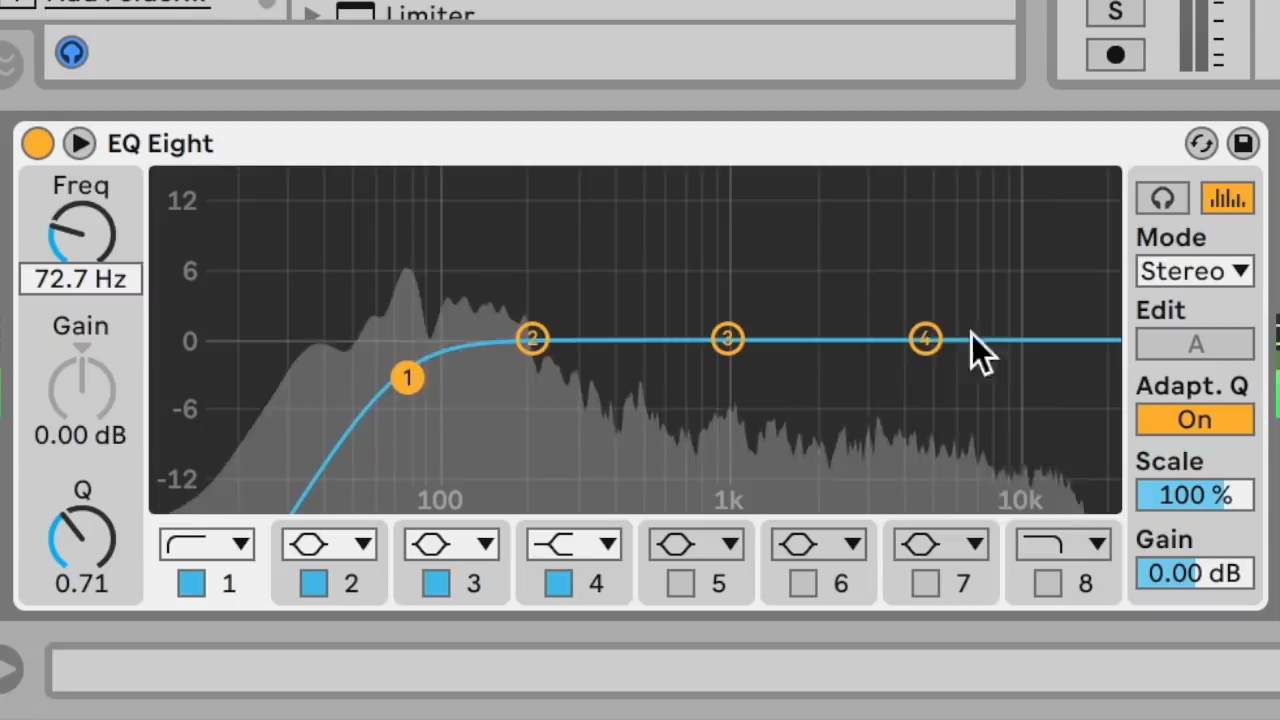 Limiter
S
EQ Eight
Freq
72.7 Hz
Gain
0.00 dB
Q
0.71
12
6
0
-6
-12
100
1k
10k
1
2
3
4
1
2
3
4
5
6
7
8
Mode
Stereo
Edit
A
Adapt. Q
On
Scale
100 %
Gain
0.00 dB